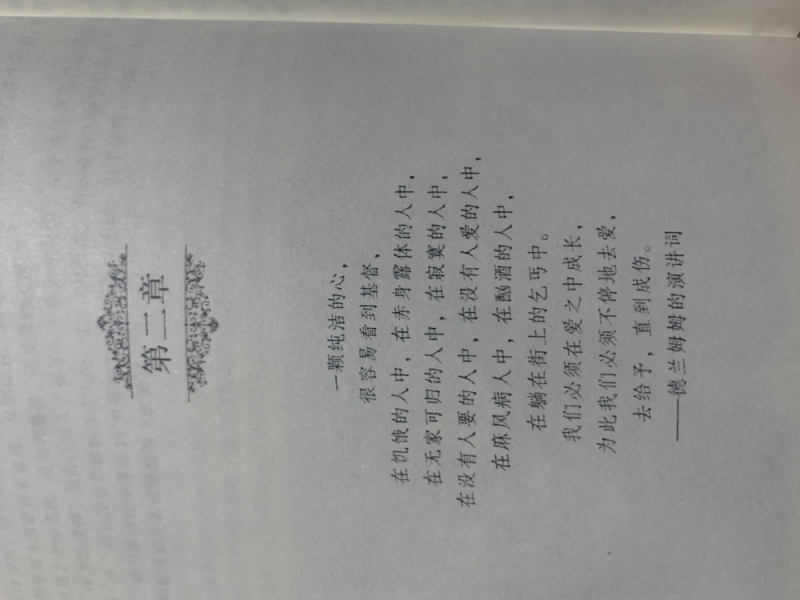 第二章
一颗纯洁的心，
很容易看到基督，
在饥饿的人中，在赤身露体的人中，
在无家可归的人中，在寂寞的人中，
在没有人要的人中，在没有人爱的人中，
在麻风病人中，在酗酒的人中，
在躺在街上的乞丐中。
我们必须在爱之中成长，
为此我们必须不停地去爱，
去给予，直到成伤。
——德兰姆姆的演讲词